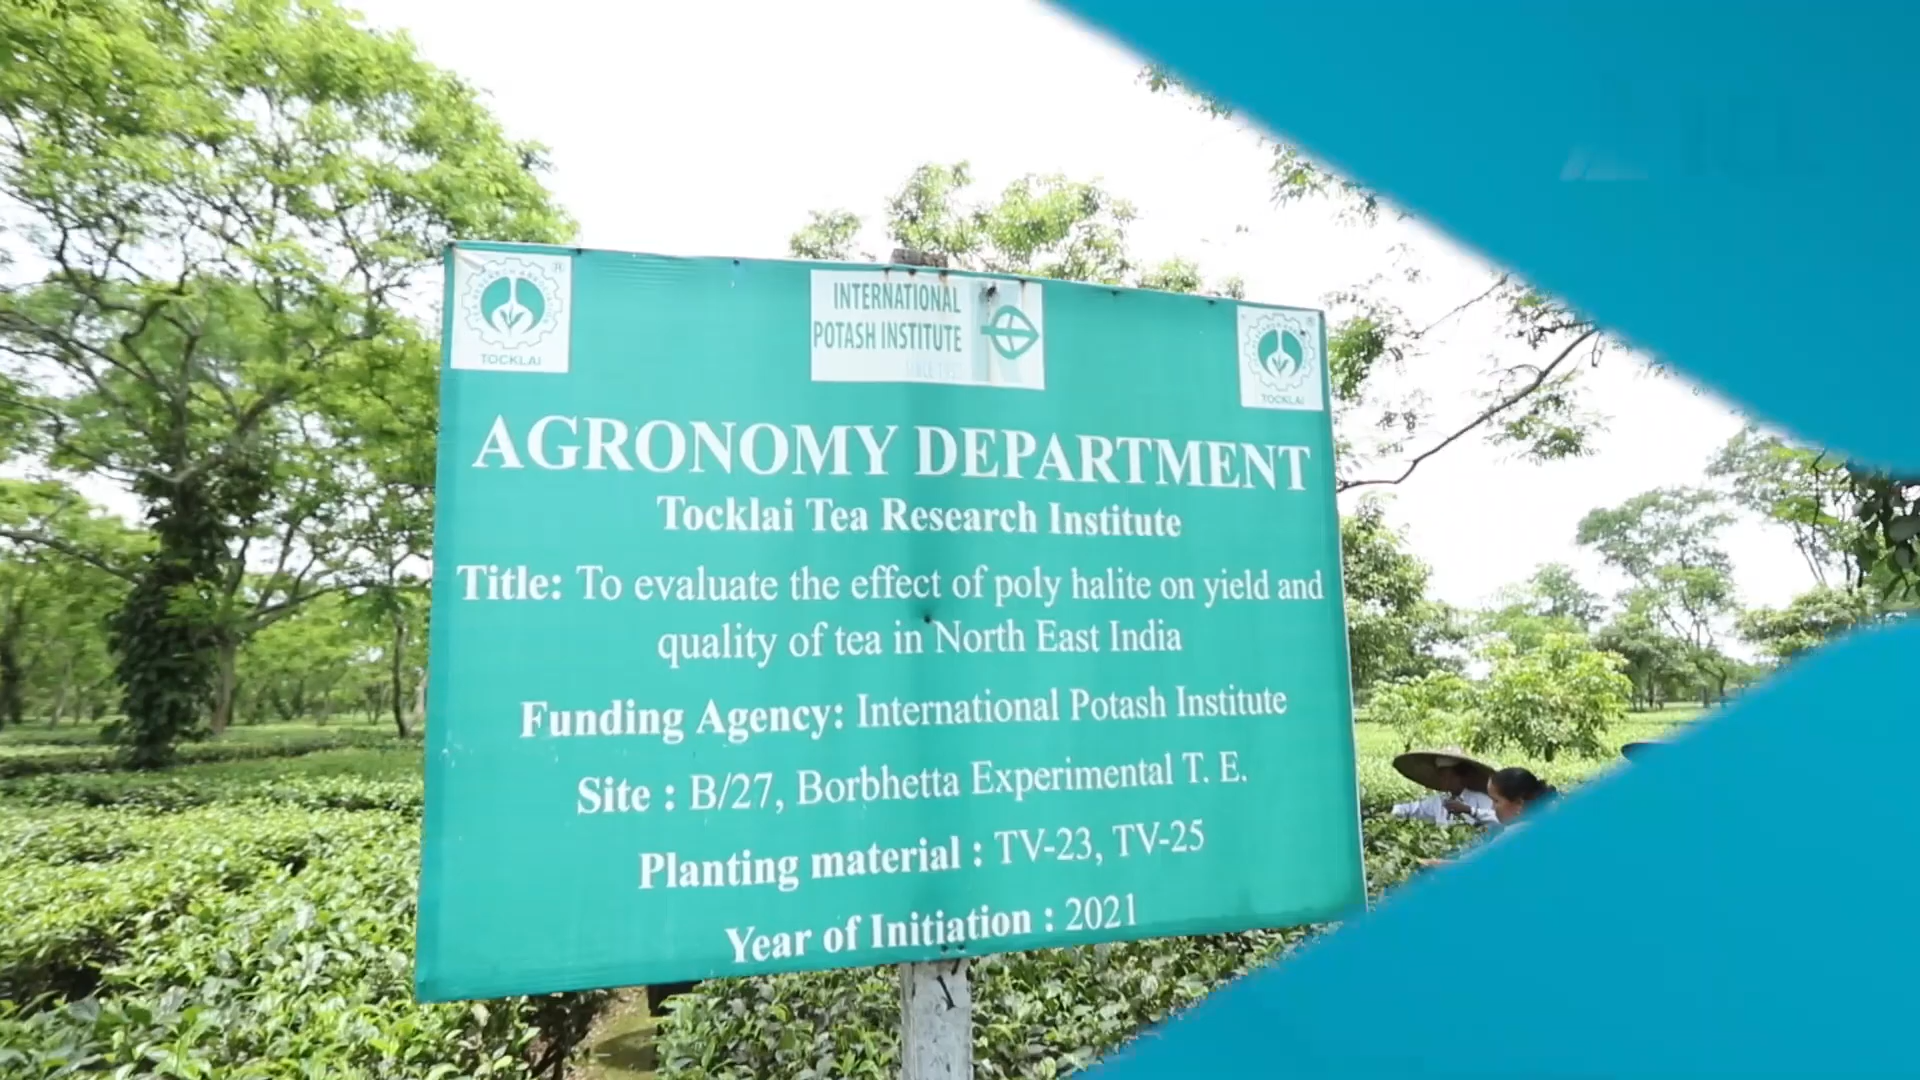 TOCKLAI
INTERNATIONAL
POTASH INSTITUTE
TOCKLAI
AGRONOMY DEPARTMENT
Tocklai Tea Research Institute
Title: To evaluate the effect of poly halite on yield and
quality of tea in North East India
Funding Agency: International Potash Institute
Site : B/27, Borbhetta Experimental T. E.
Planting material : TV-23, TV-25
Year of Initiation : 2021